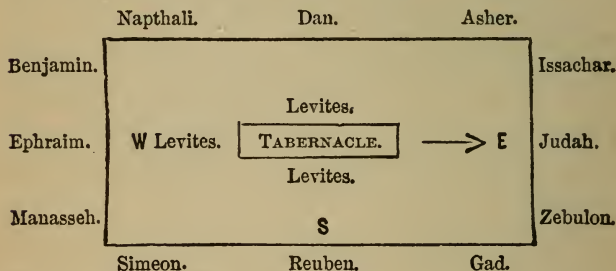 Napthali. Dan. Asher.
Benjamin. Issachar.
Levites.
Ephraim. W Levites. TABERNACLE. E Judah.
Levites.
Manasseh. S Zebulon.
Simeon. Reuben. Gad.